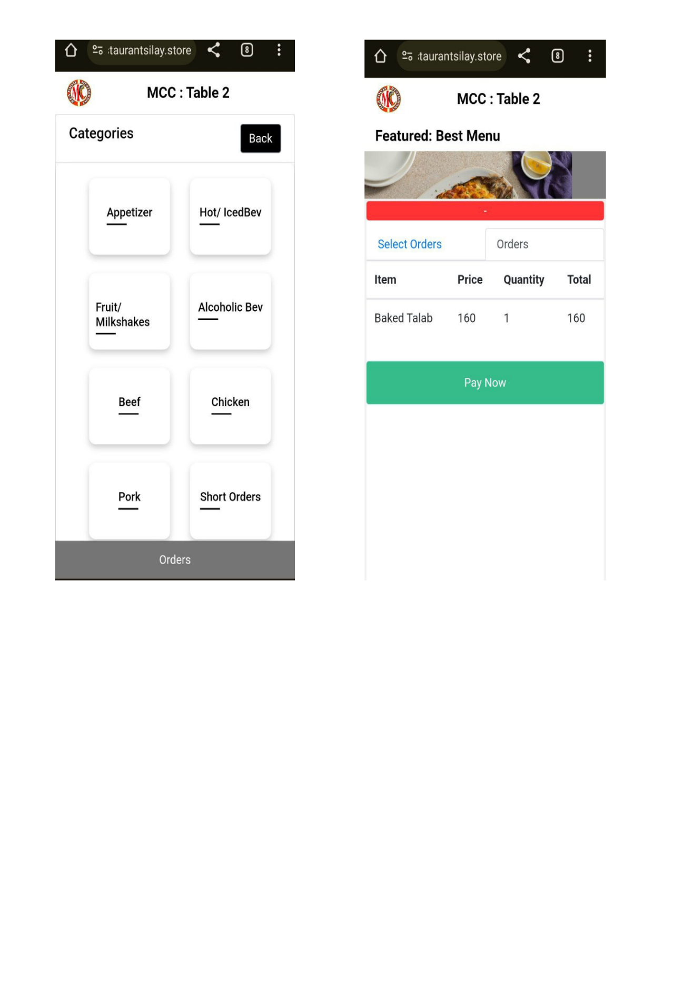 :taurantsilay.store
8
MCC : Table 2
Categories
Back
Appetizer
Hot/ IcedBev
Fruit/
Milkshakes
Alcoholic Bev
Beef
Chicken
Pork
Short Orders
Orders
:taurantsilay.store
8
MCC : Table 2
Featured: Best Menu
-
Select Orders
Orders
Item Price Quantity Total
Baked Talab 160 1 160
Pay Now